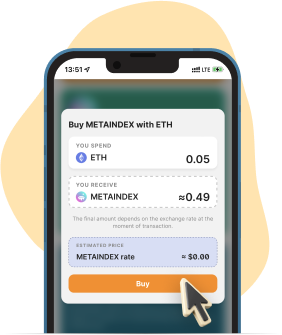 13:51 LTE
Buy METAINDEX with ETH
YOU SPEND
ETH 0.05
YOU RECEIVE
METAINDEX ≈0.49
The final amount depends on the exchange rate at the
moment of transaction.
ESTIMATED PRICE
METAINDEX rate ≈ $0.00
Buy